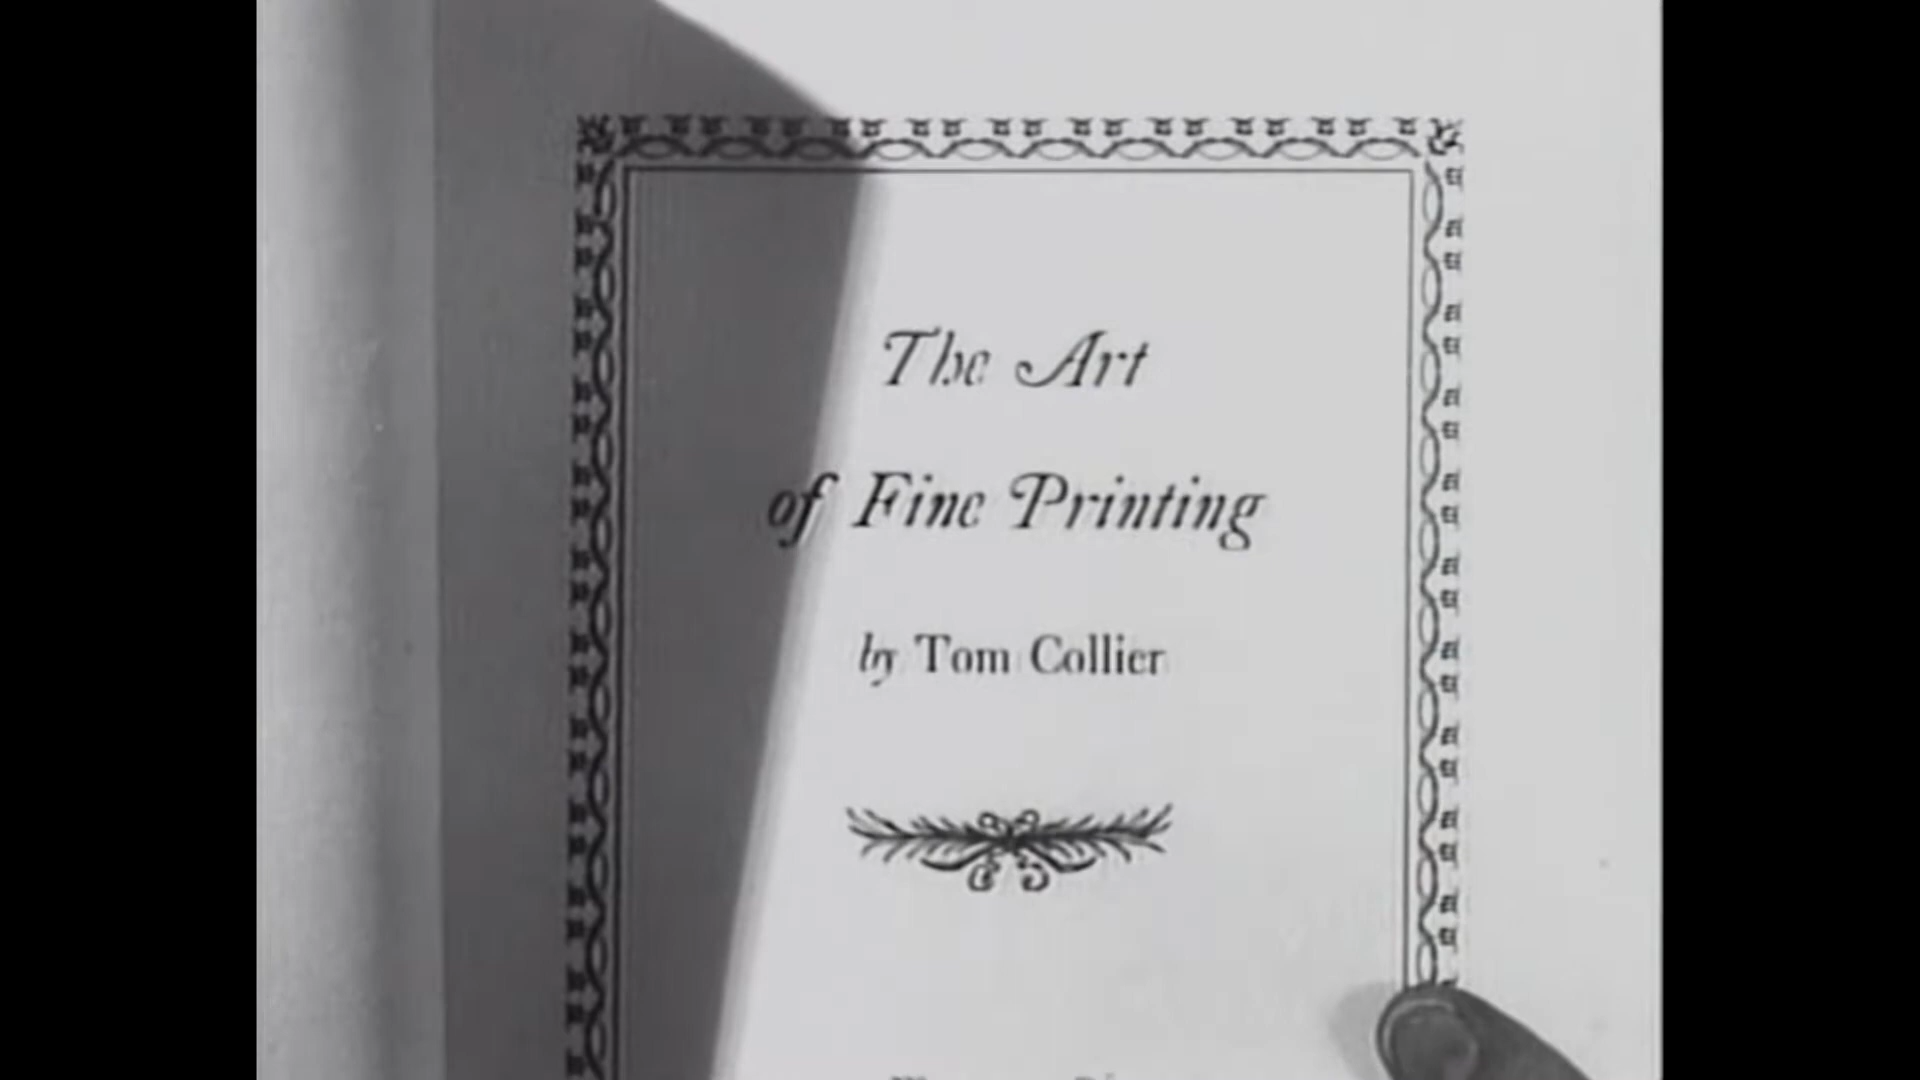 The Art
of Fine Printing
by Tom Collier